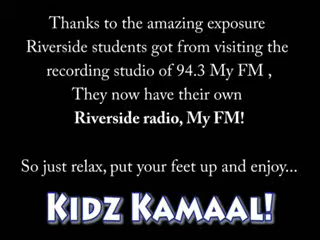 Thanks to the amazing exposure
Riverside students got from visiting the
recording studio of 94.3 My FM ,
They now have their own
Riverside radio, My FM!
So just relax, put your feet up and enjoy...
KIDZ KAMAAL!